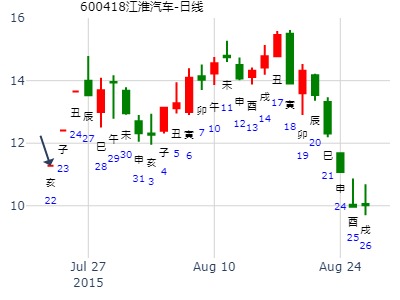 600418江淮汽车-日线
16
14
12
10
亥
22
子
23
丑
24
辰
27
巳
28
午
29
未
30
申
31
亥
3
子
4
丑
5
寅
6
卯
7
午
10
未
11
申
12
酉
13
戌
14
丑
17
寅
18
卯
19
辰
20
巳
21
申
24
酉
25
戌
26
Jul 27
2015
Aug 10
Aug 24